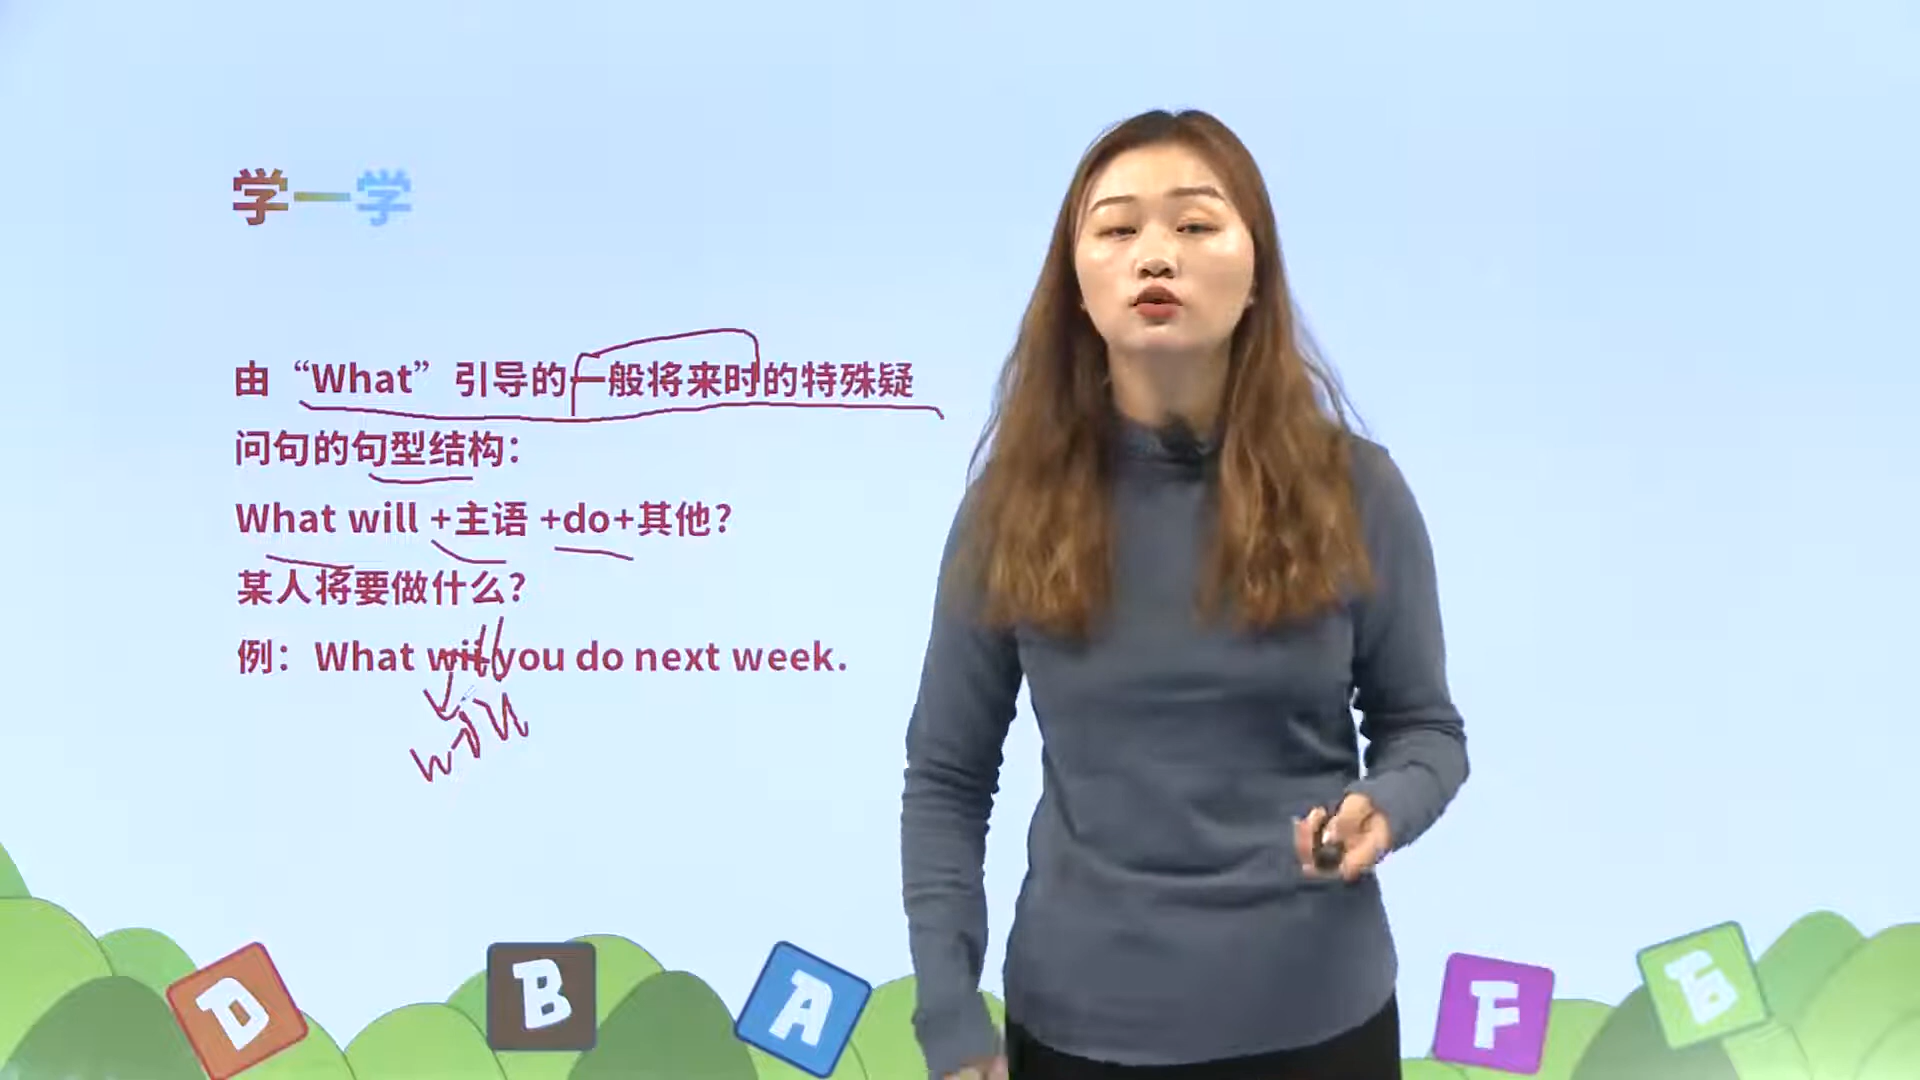 学一学
由“What”引导的一般将来时的特殊疑
问句的句型结构：
What will +主语 +do+其他?
某人将要做什么?
例：What will you do next week.
will
D
B
A
F
G